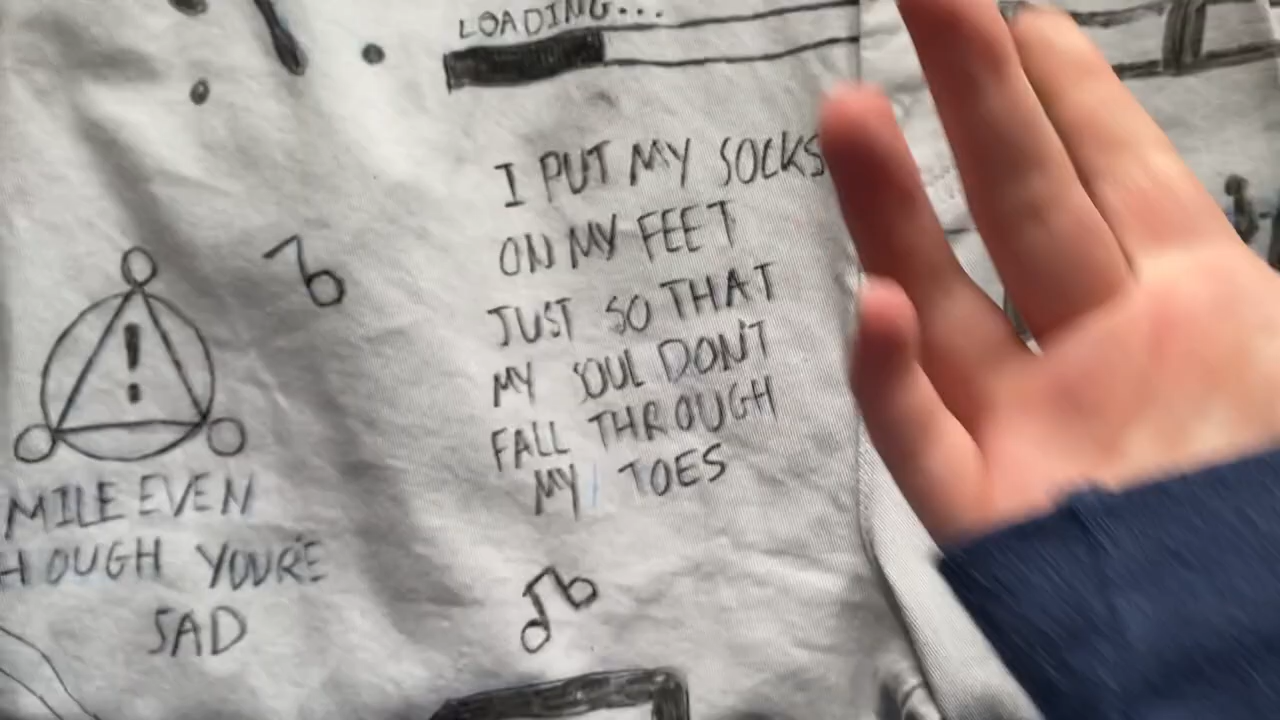 LOADING...
I PUT MY SOCKS
ON MY FEET
JUST SO THAT
MY SOUL DON'T
FALL THROUGH
MY TOES
!
MILE EVEN
HOUGH YOU'RE
SAD